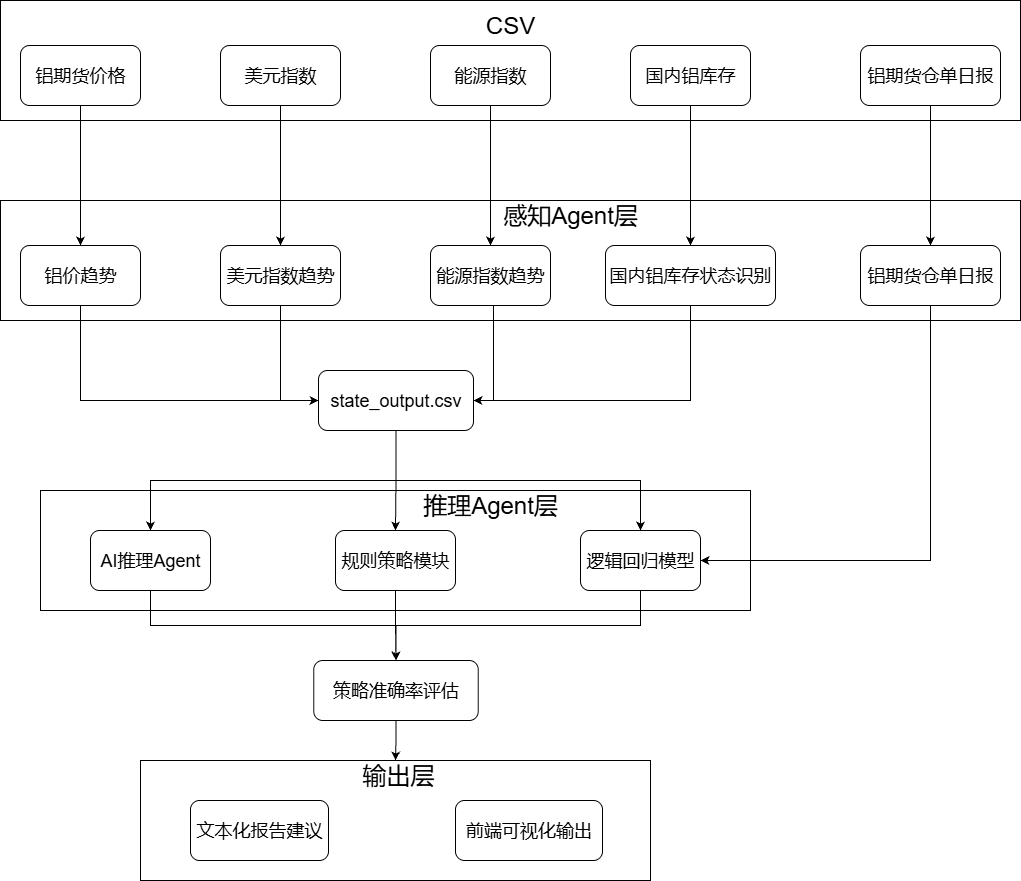 CSV
铝期货价格
美元指数
能源指数
国内铝库存
铝期货仓单日报
感知Agent层
铝价趋势
美元指数趋势
能源指数趋势
国内铝库存状态识别
铝期货仓单日报
state_output.csv
推理Agent层
AI推理Agent
规则策略模块
逻辑回归模型
策略准确率评估
输出层
文本化报告建议
前端可视化输出